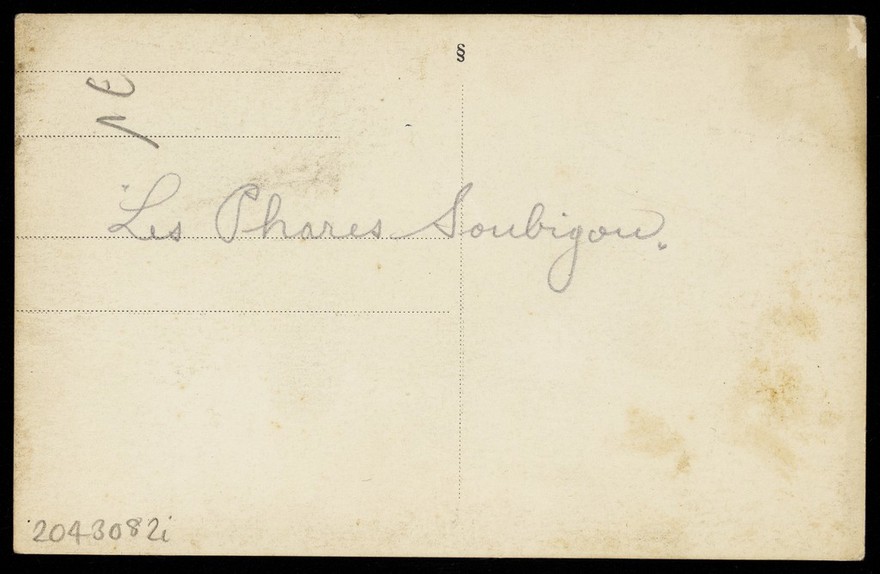 §
"Les Phares Soubigou"
2043082i